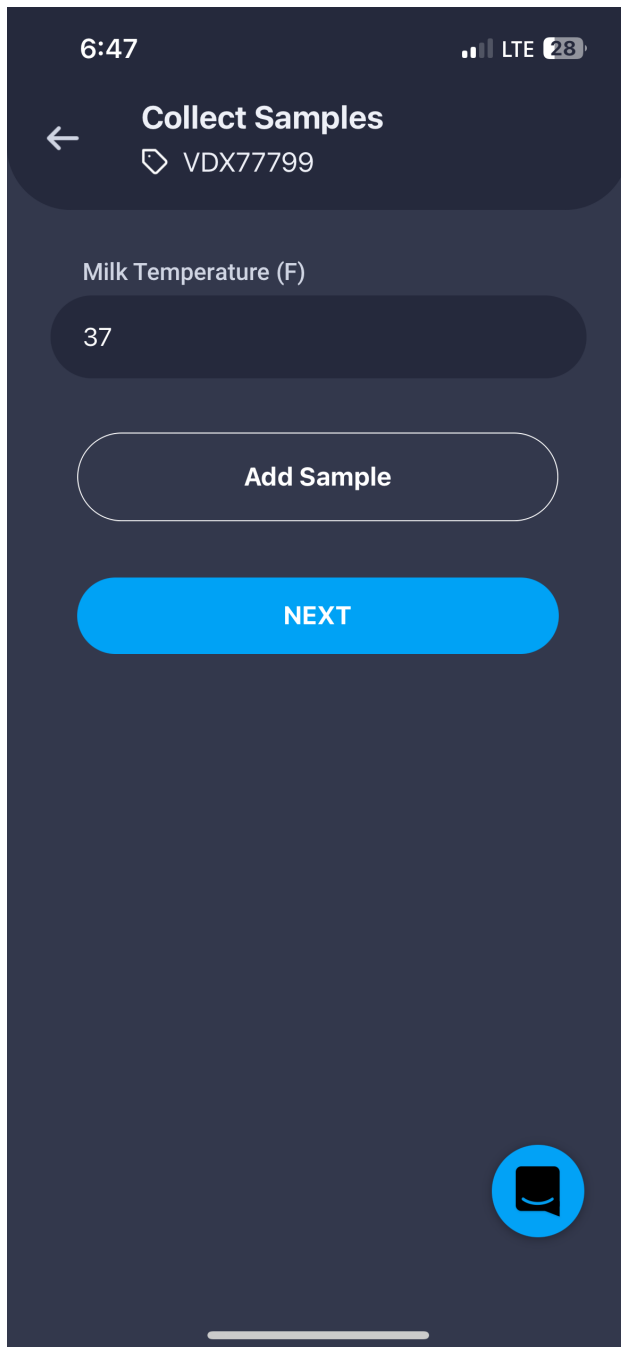 6:47
LTE 28
Collect Samples
VDX77799
Milk Temperature (F)
37
Add Sample
NEXT